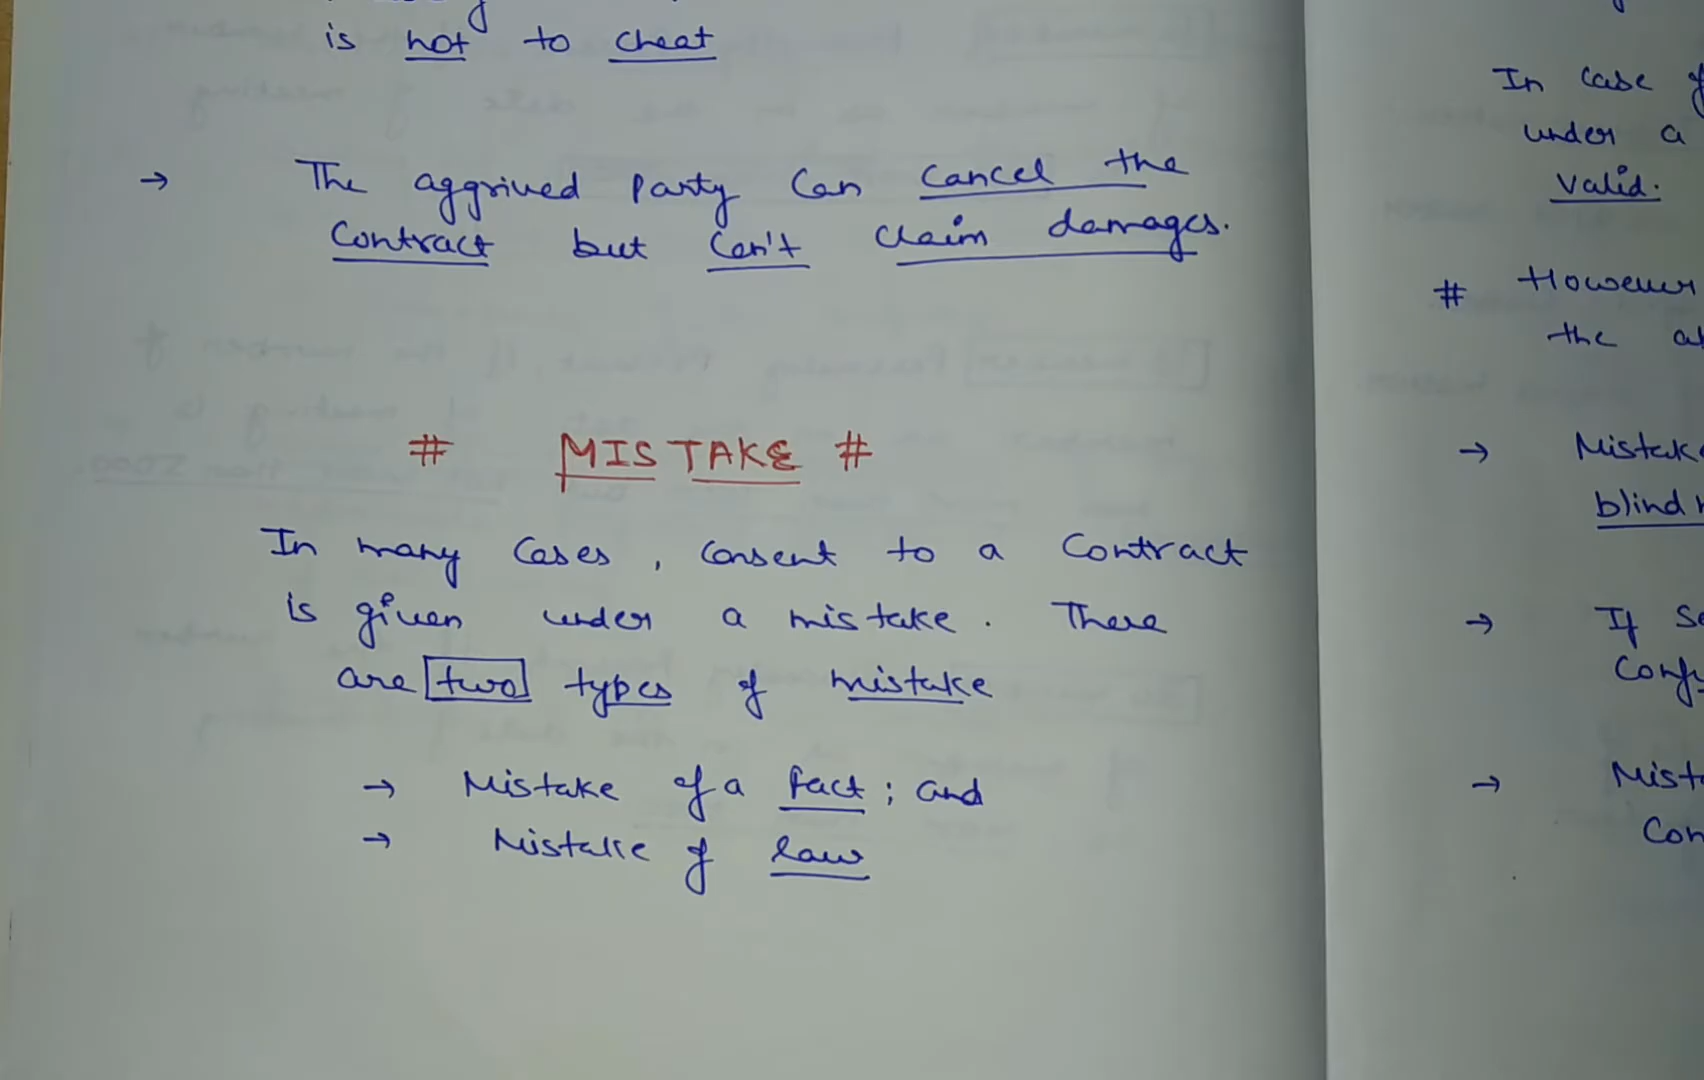 is not to cheat
→ The aggrived party can cancel the
contract but can't claim damages.
# MISTAKE #
In many cases, consent to a contract
is given under a mistake. There
are two types of mistake
→ Mistake of a fact; and
→ Mistake of law
In case of
under a
valid.
# However
the
→ Mistake
blind
→ If
→